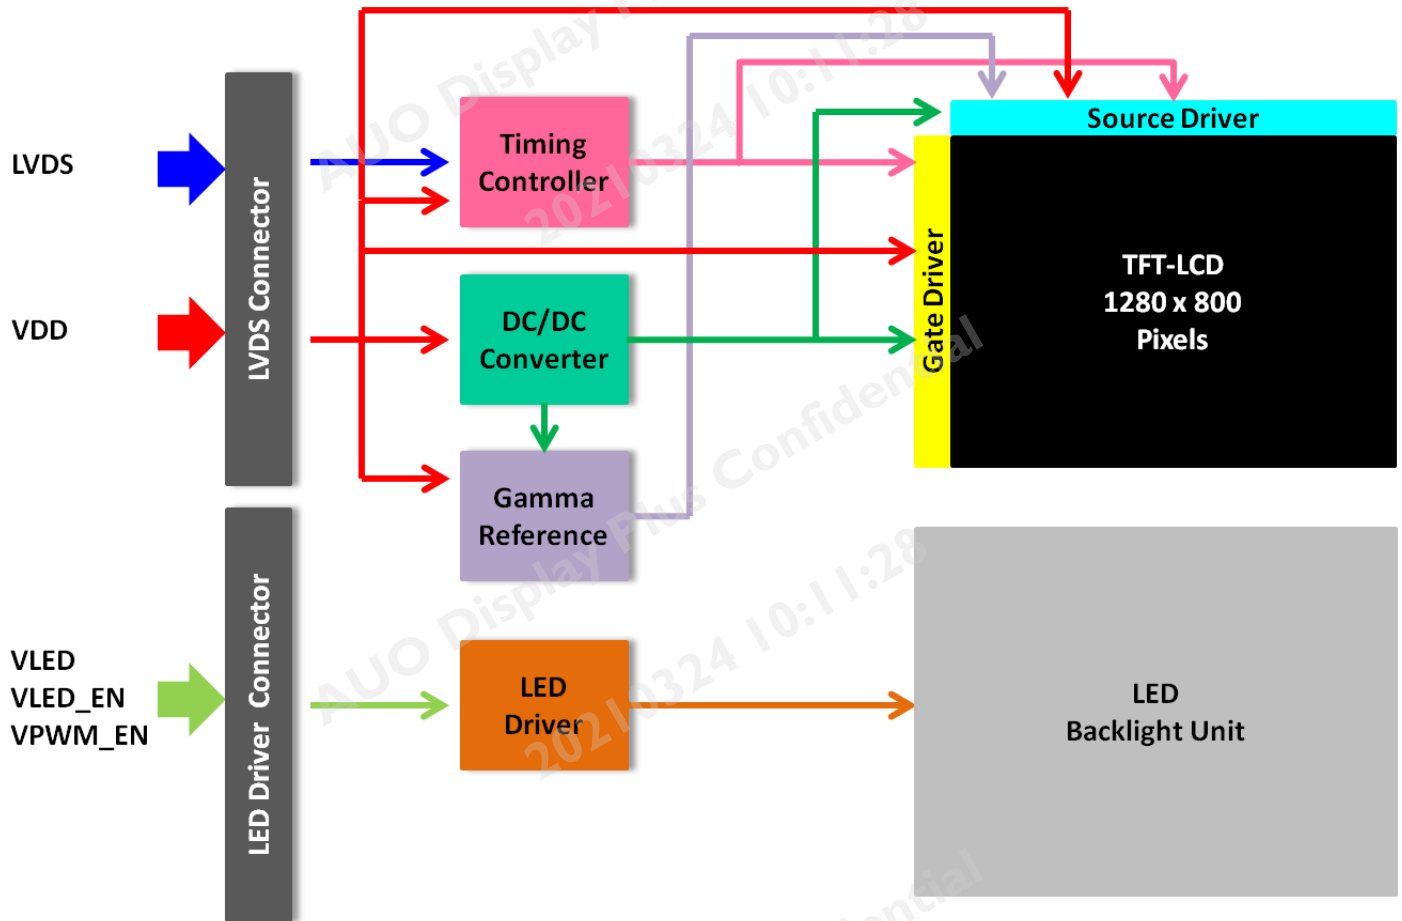 AUO Display Plus Confidential
20210324 10:11:28
Source Driver
Timing
Controller
LVDS
LVDS Connector
Gate Driver
TFT-LCD
1280 x 800
Pixels
VDD
DC/DC
Converter
Gamma
Reference
AUO Display Plus Confidential
20210324 10:11:28
LED Driver Connector
VLED
VLED_EN
VPWM_EN
LED
Driver
LED
Backlight Unit